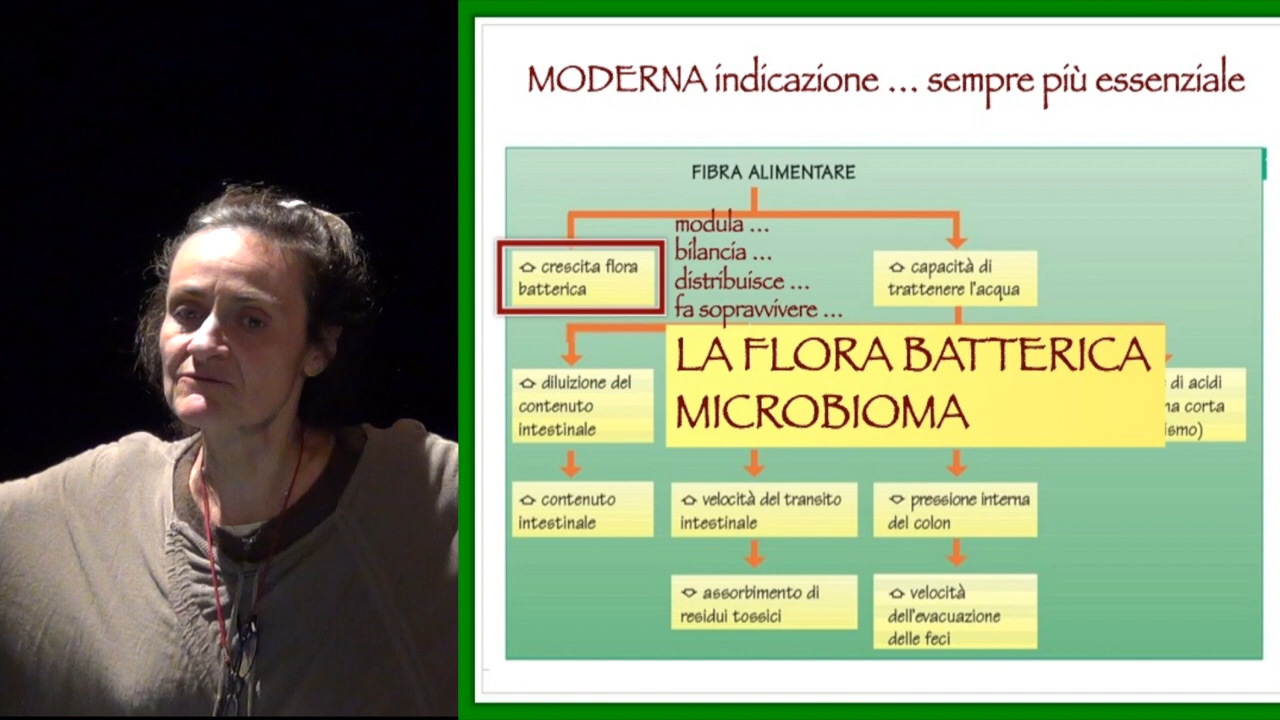 MODERNA indicazione ... sempre più essenziale
FIBRA ALIMENTARE
modula ...
bilancia ...
distribuisce ...
fa sopravvivere ...
crescita flora
batterica
capacità di
trattenere l'acqua
LA FLORA BATTERICA
MICROBIOMA
diluizione del
contenuto
intestinale
di acidi
na corta
ismo)
contenuto
intestinale
velocità del transito
intestinale
pressione interna
del colon
assorbimento di
residui tossici
velocità
dell'evacuazione
delle feci